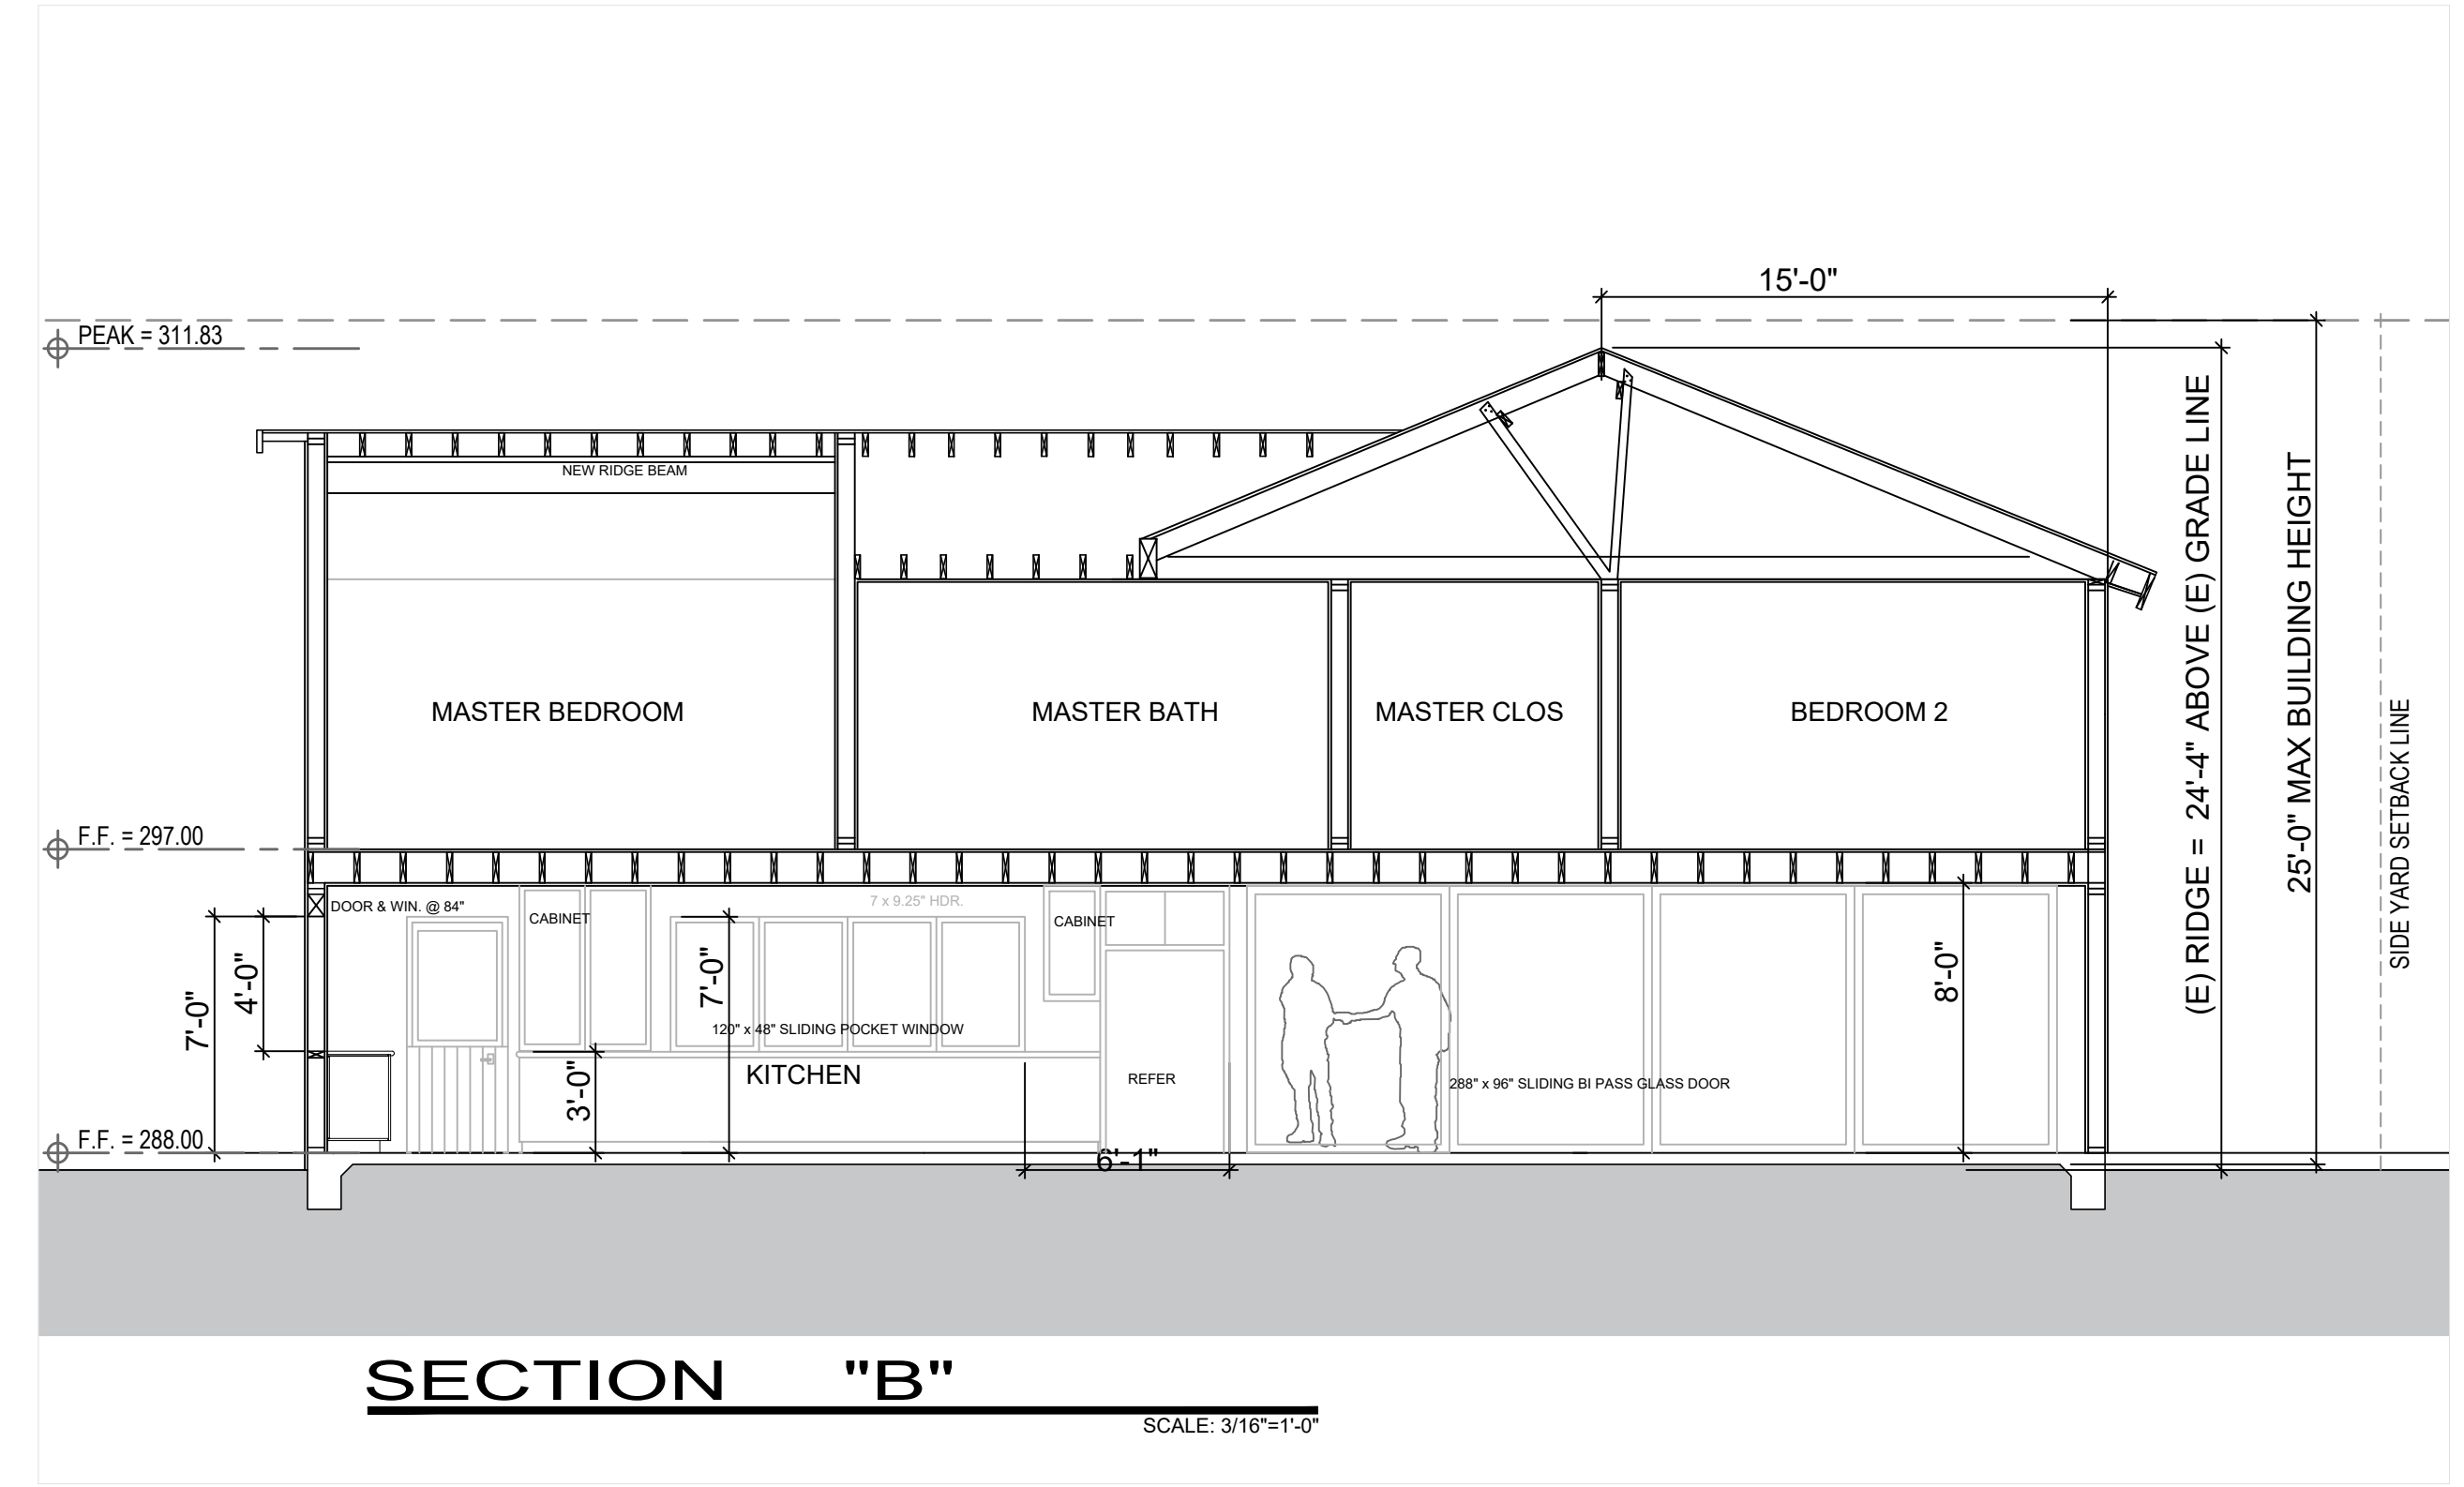 15'-0"
PEAK = 311.83
NEW RIDGE BEAM
(E) RIDGE = 24'-4" ABOVE (E) GRADE LINE
25'-0" MAX BUILDING HEIGHT
SIDE YARD SETBACK LINE
MASTER BEDROOM
MASTER BATH
MASTER CLOS
BEDROOM 2
F.F. = 297.00
DOOR & WIN. @ 84"
CABINET
7 x 9.25" HDR.
CABINET
7'-0"
4'-0"
7'-0"
8'-0"
120" x 48" SLIDING POCKET WINDOW
3'-0"
KITCHEN
REFER
288" x 96" SLIDING BI PASS GLASS DOOR
F.F. = 288.00
6'-1"
SECTION "B"
SCALE: 3/16"=1'-0"